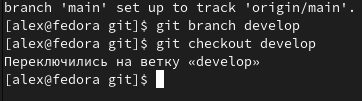 branch 'main' set up to track 'origin/main'.
[alex@fedora git]$ git branch develop
[alex@fedora git]$ git checkout develop
Переключились на ветку «develop»
[alex@fedora git]$